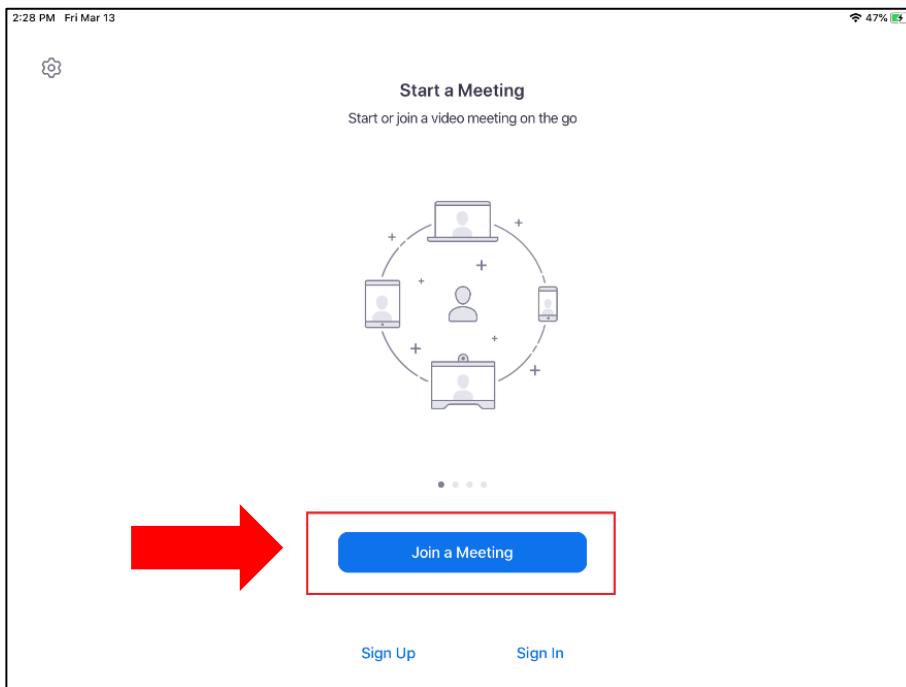 2:28 PM Fri Mar 13 47%
Start a Meeting
Start or join a video meeting on the go
Join a Meeting
Sign Up Sign In